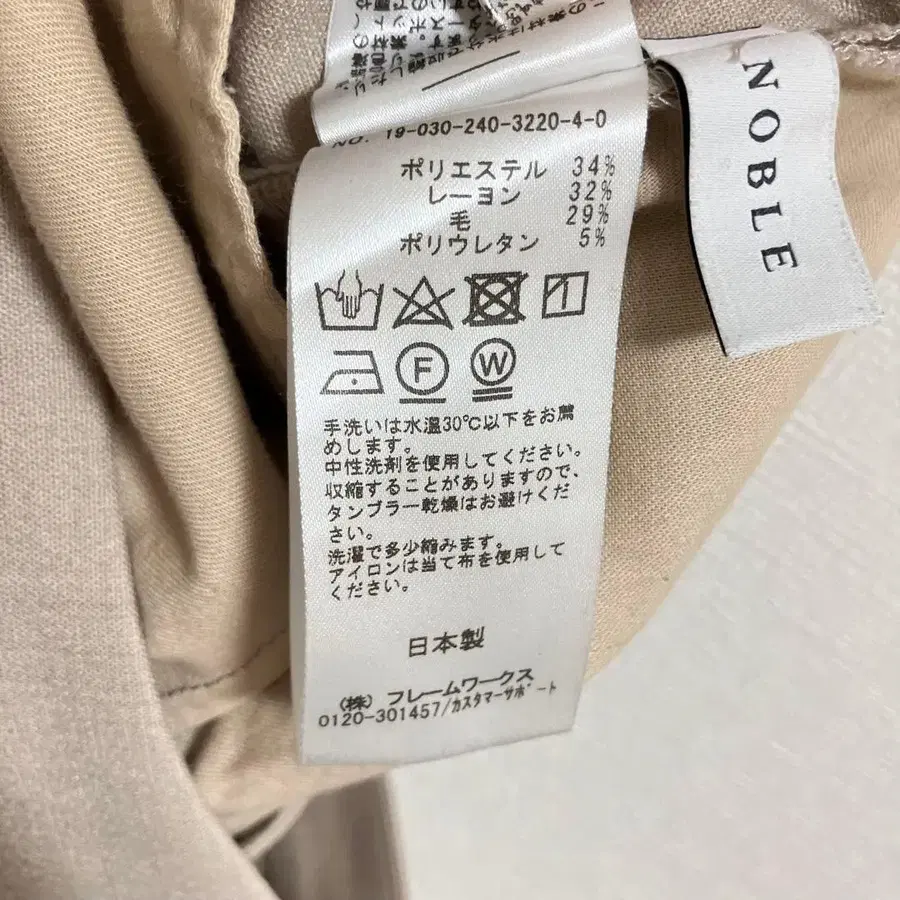 NO. 19-030-240-3220-4-0
ポリエステル 34%
レーヨン 32%
毛 29%
ポリウレタン 5%
F W
手洗いは水温30℃以下をお薦
めします。
中性洗剤を使用してください。
収縮することがありますので、
タンブラー乾燥はお避けくだ
さい。
洗濯で多少縮みます。
アイロンは当て布を使用して
ください。
日本製
(株) フレームワークス
0120-301457/カスタマーサポート
NOBLE